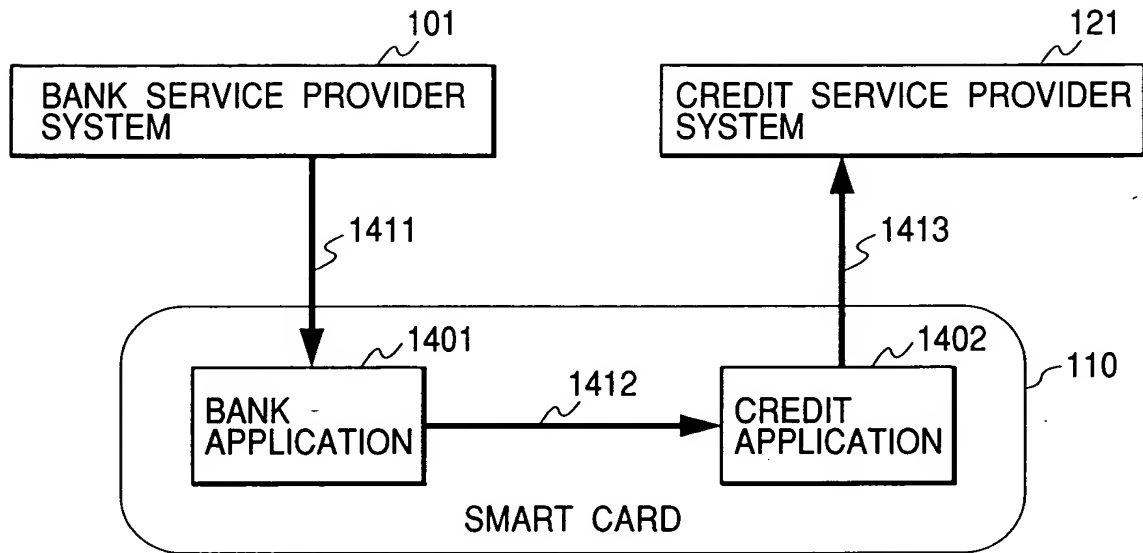 101
121
BANK SERVICE PROVIDER
SYSTEM
CREDIT SERVICE PROVIDER
SYSTEM
1411
1413
1401
1402
110
1412
BANK
APPLICATION
CREDIT
APPLICATION
SMART CARD